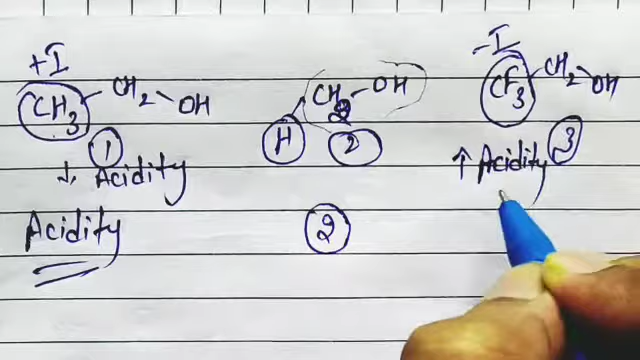 +I -I
CH3 - CH2 - OH H CH2 - OH CF3 - CH2 - OH
1 2 3
↓ Acidity ↑ Acidity
Acidity 2